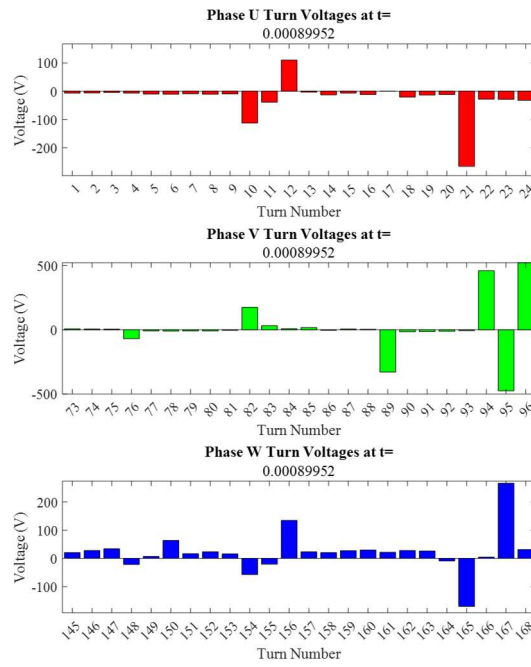 Phase U Turn Voltages at t=
0.00089952
100
0
-100
-200
Voltage (V)
1 2 3 4 5 6 7 8 9 10 11 12 13 14 15 16 17 18 19 20 21 22 23 24
Turn Number
Phase V Turn Voltages at t=
0.00089952
500
0
-500
Voltage (V)
73 74 75 76 77 78 79 80 81 82 83 84 85 86 87 88 89 90 91 92 93 94 95 96
Turn Number
Phase W Turn Voltages at t=
0.00089952
200
100
0
-100
Voltage (V)
145 146 147 148 149 150 151 152 153 154 155 156 157 158 159 160 161 162 163 164 165 166 167 168
Turn Number